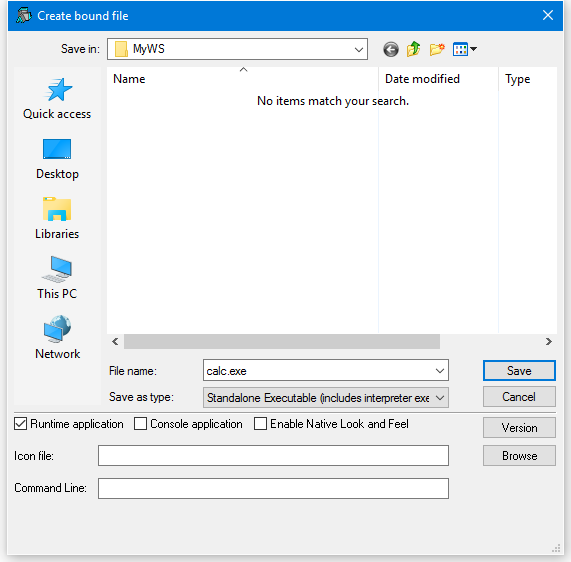 Create bound file
Save in: MyWS
Name Date modified Type
No items match your search.
Quick access
Desktop
Libraries
This PC
Network
File name: calc.exe Save
Save as type: Standalone Executable (includes interpreter exe Cancel
Runtime application Console application Enable Native Look and Feel Version
Icon file: Browse
Command Line: